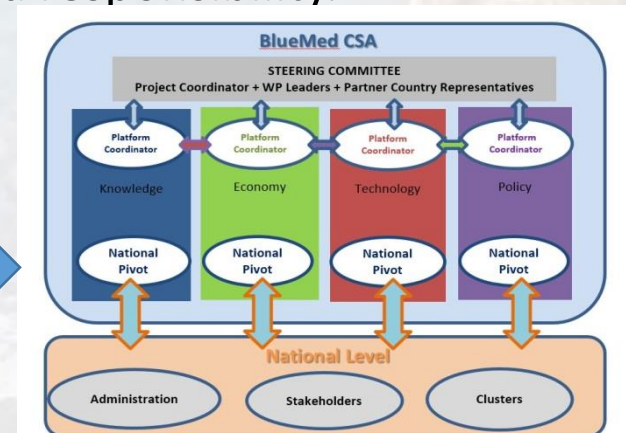 BlueMed CSA
STEERING COMMITTEE
Project Coordinator + WP Leaders + Partner Country Representatives
Platform
Coordinator
Platform
Coordinator
Platform
Coordinator
Platform
Coordinator
Knowledge
Economy
Technology
Policy
National
Pivot
National
Pivot
National
Pivot
National
Pivot
National Level
Administration
Stakeholders
Clusters